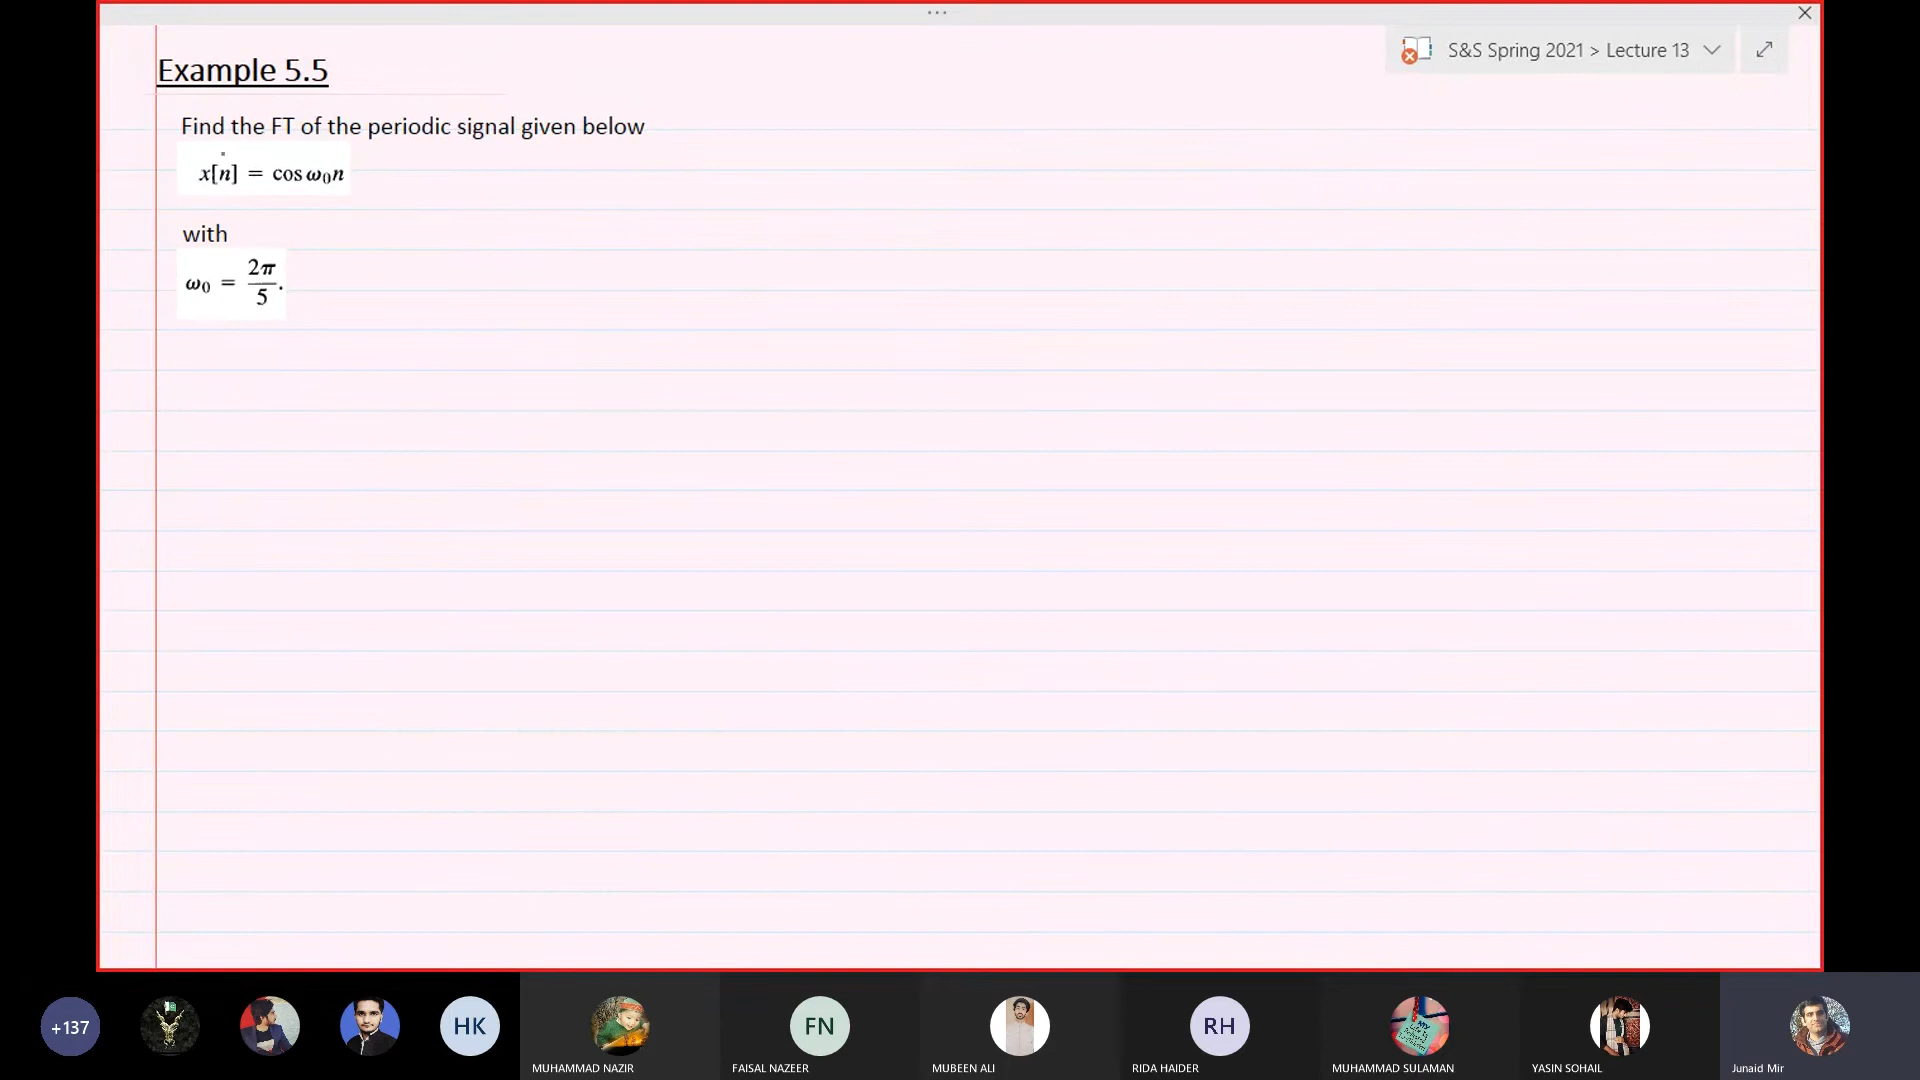 S&S Spring 2021 > Lecture 13
Example 5.5
Find the FT of the periodic signal given below
x[n] = cos ω₀n
with
ω₀ = 2π/5.
+137
HK
FN
RH
MY
MUHAMMAD NAZIR
FAISAL NAZEER
MUBEEN ALI
RIDA HAIDER
MUHAMMAD SULAMAN
YASIN SOHAIL
Junaid Mir